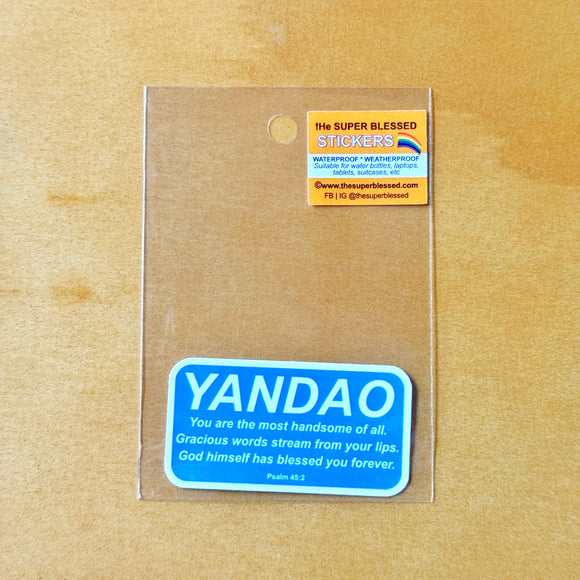 tHe SUPER BLESSED
STICKERS
WATERPROOF * WEATHERPROOF
Suitable for water bottles, laptops,
tablets, suitcases, etc
©www.thesuperblessed.com
FB | IG @thesuperblessed
YANDAO
You are the most handsome of all.
Gracious words stream from your lips.
God himself has blessed you forever.
Psalm 45:2